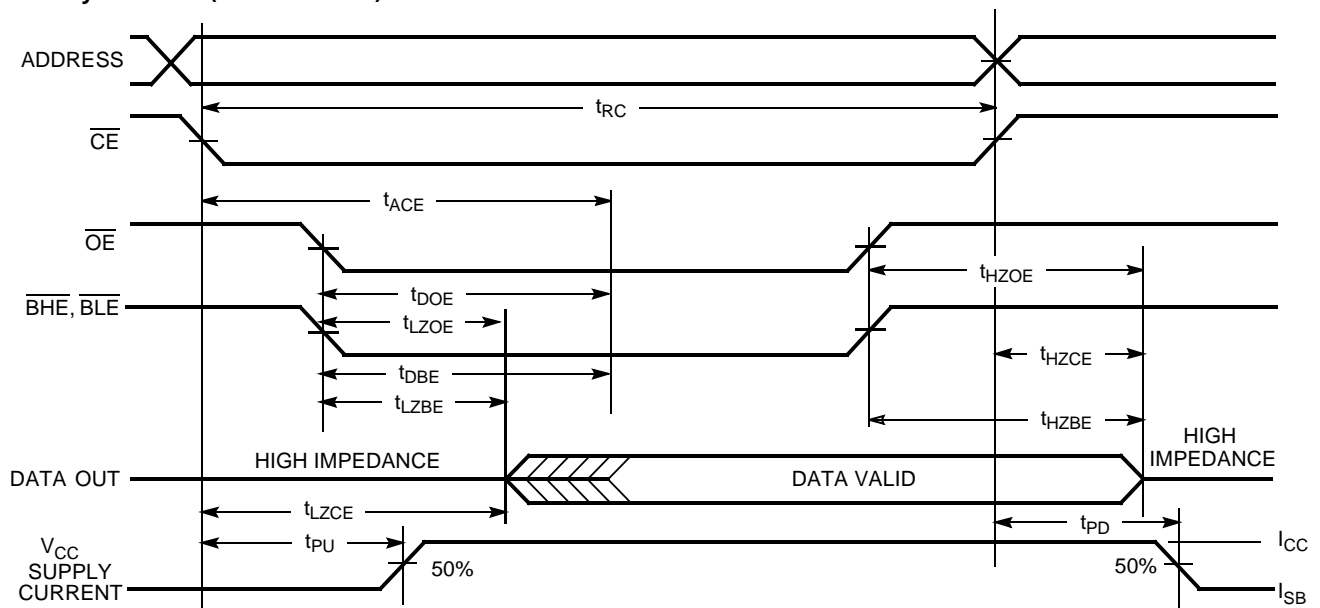 ADDRESS
tRC
CE
tACE
OE
tHZOE
tDOE
BHE, BLE
tLZOE
tHZCE
tDBE
tLZBE
tHZBE
HIGH IMPEDANCE
HIGH
IMPEDANCE
DATA OUT
DATA VALID
tLZCE
tPD
tPU
VCC
SUPPLY
CURRENT
50%
50%
ICC
ISB